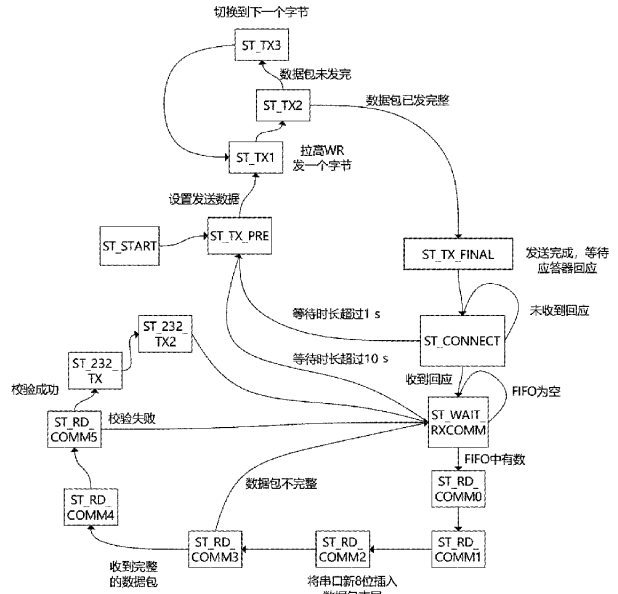 切换到下一个字节
ST_TX3
数据包未发完
ST_TX2
数据包已发完整
ST_TX1
拉高WR
发一个字节
设置发送数据
ST_START
ST_TX_PRE
ST_TX_FINAL
发送完成，等待
应答器回应
等待时长超过1 s
未收到回应
ST_CONNECT
ST_232_
TX2
等待时长超过10 s
ST_232_
TX
收到回应
校验成功
FIFO为空
ST_RD_
COMM5
校验失败
ST_WAIT_
RXCOMM
FIFO中有数
数据包不完整
ST_RD_
COMM0
ST_RD_
COMM4
ST_RD_
COMM3
ST_RD_
COMM2
ST_RD_
COMM1
收到完整
的数据包
将串口新8位插入